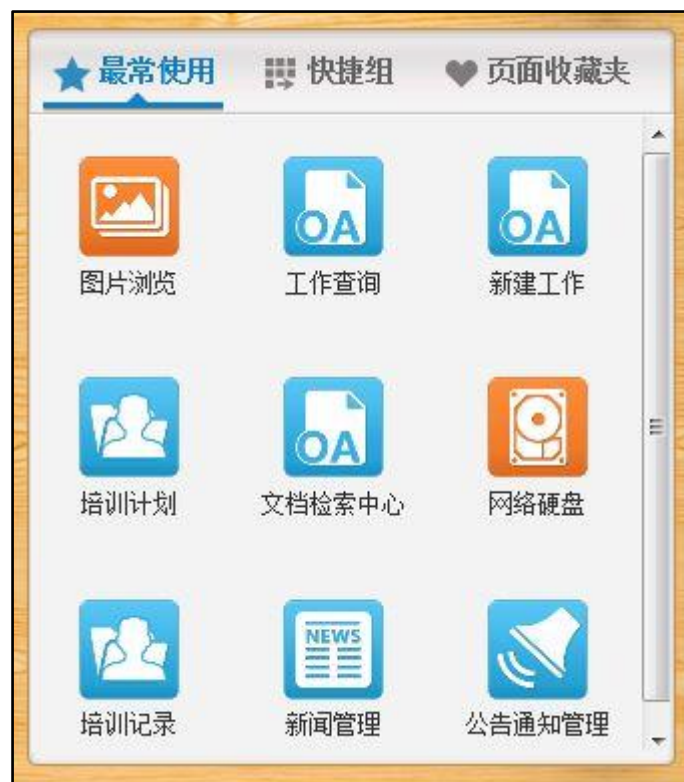 最常使用 快捷组 页面收藏夹
OA OA
图片浏览 工作查询 新建工作
OA
培训计划 文档检索中心 网络硬盘
NEWS
培训记录 新闻管理 公告通知管理